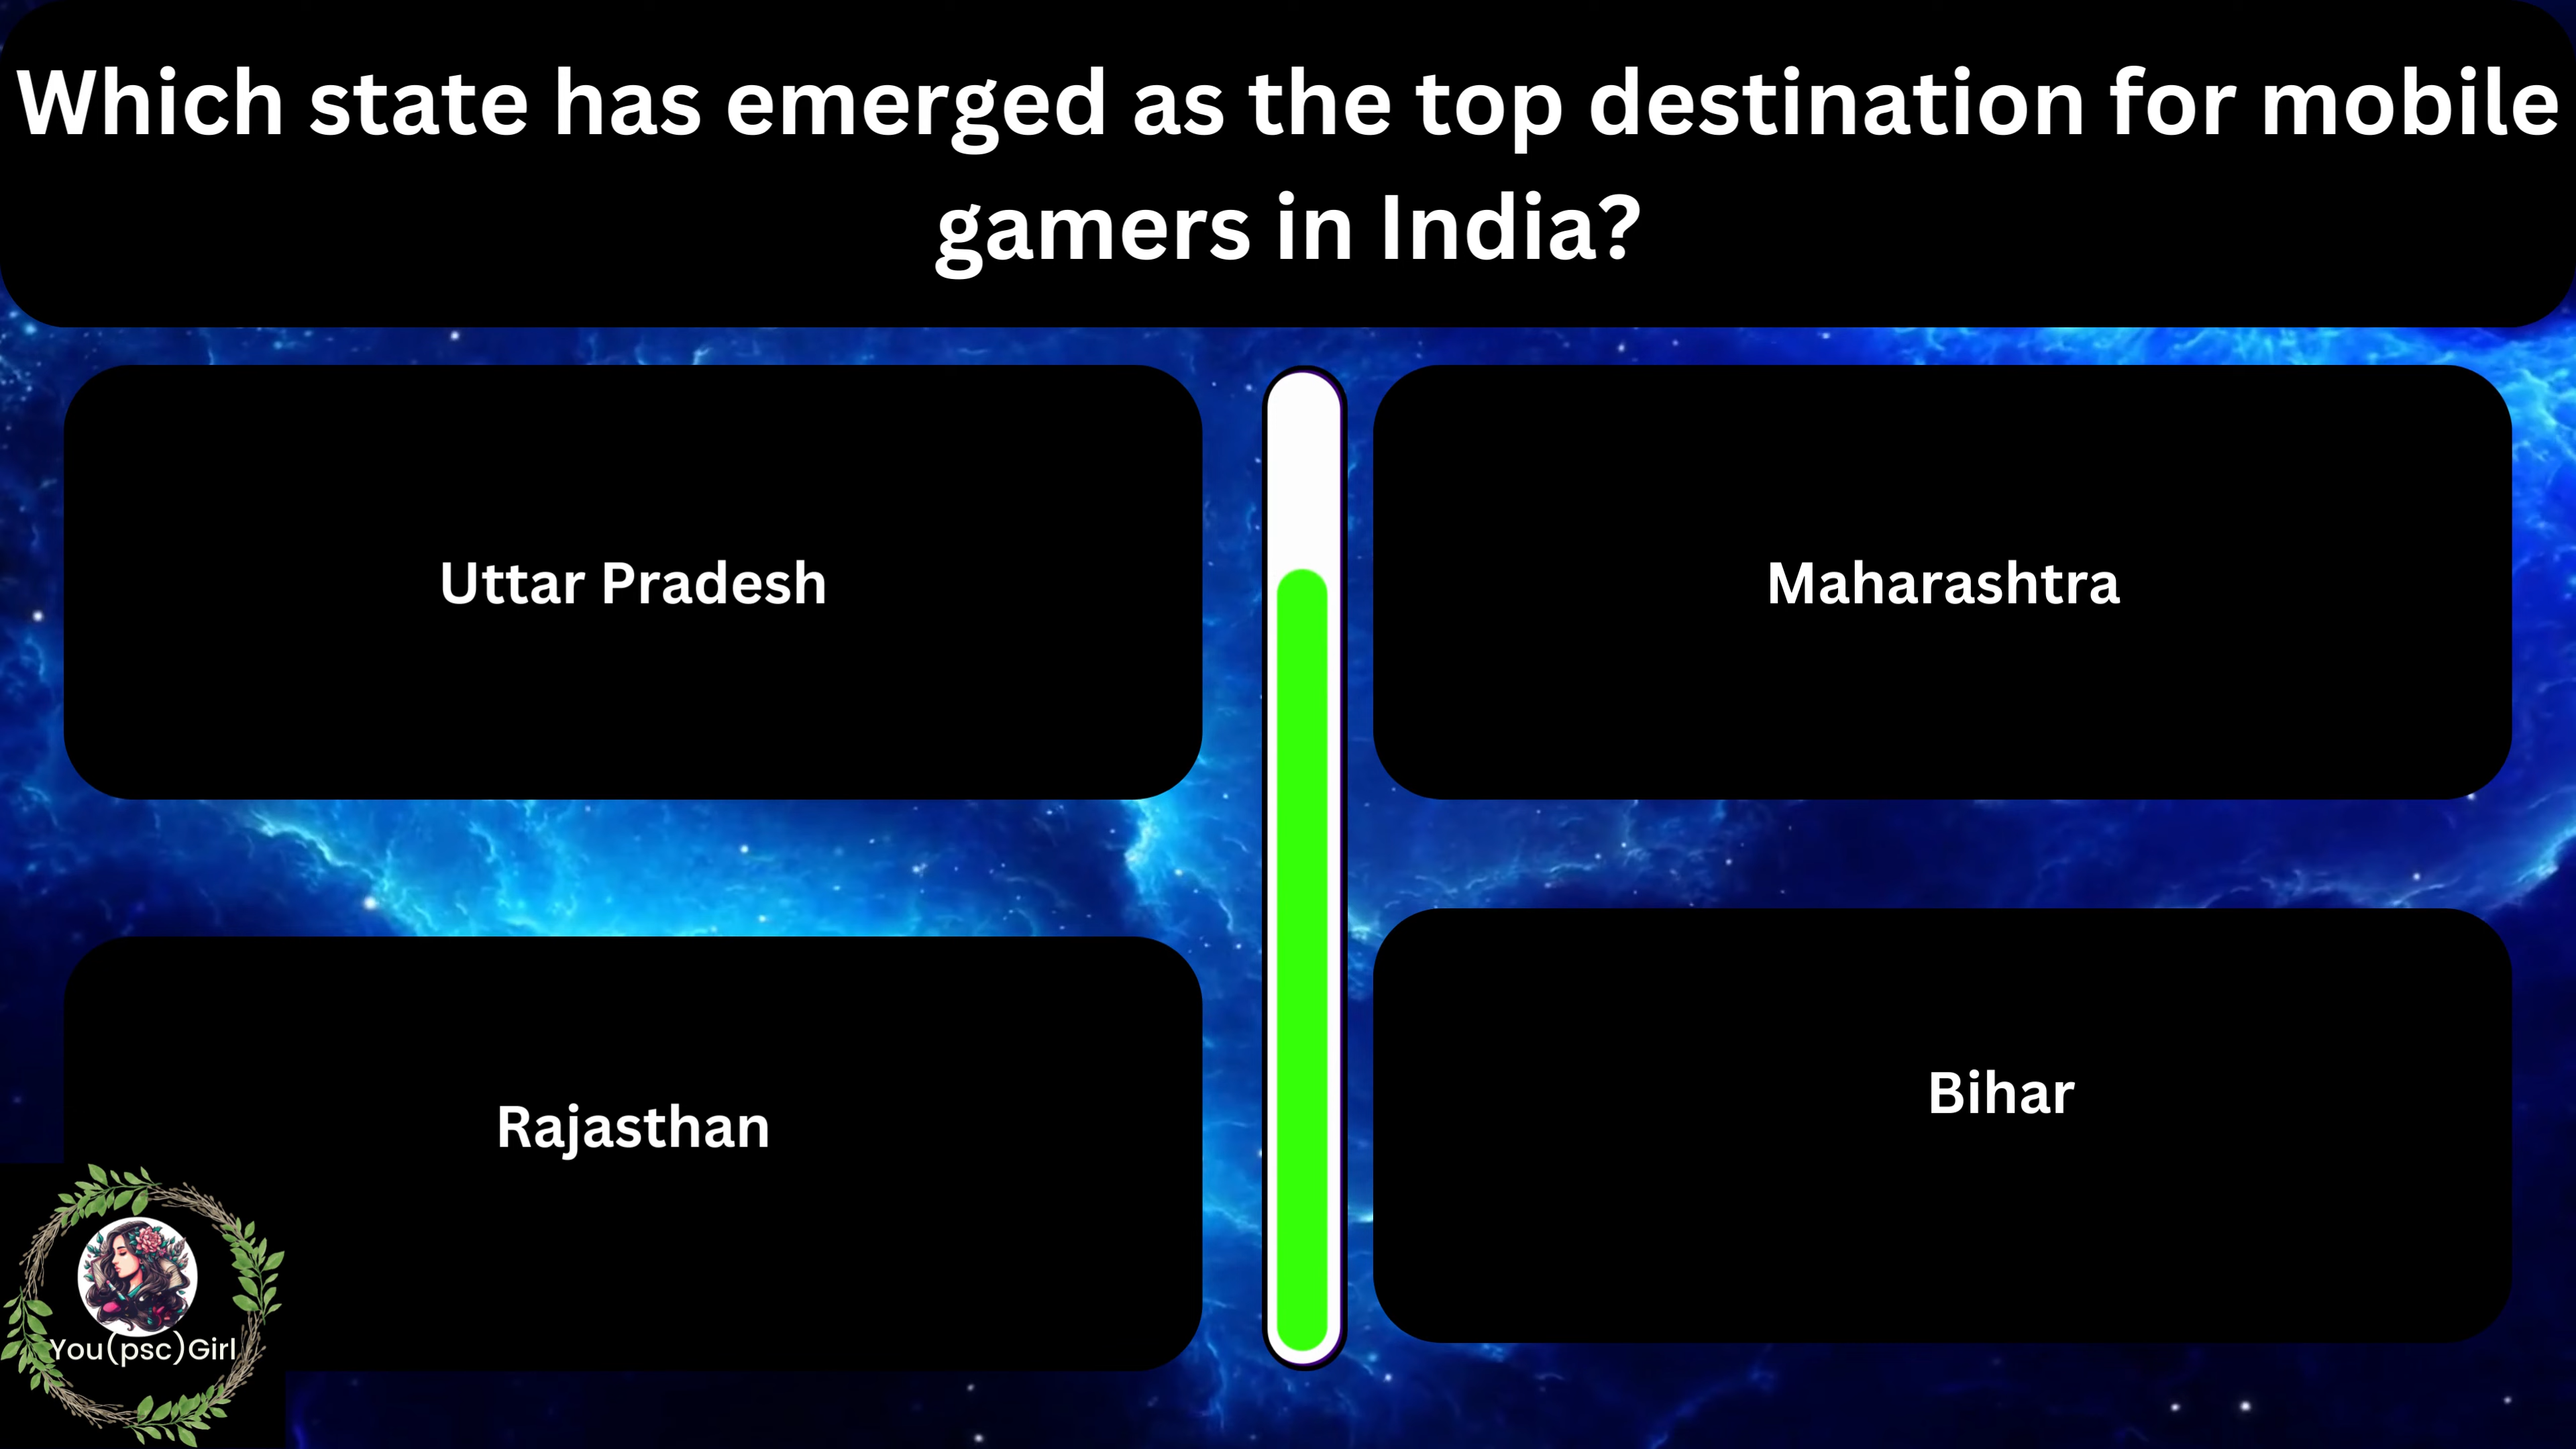 Which state has emerged as the top destination for mobile
gamers in India?
Uttar Pradesh
Maharashtra
Rajasthan
Bihar
You(psc)Girl